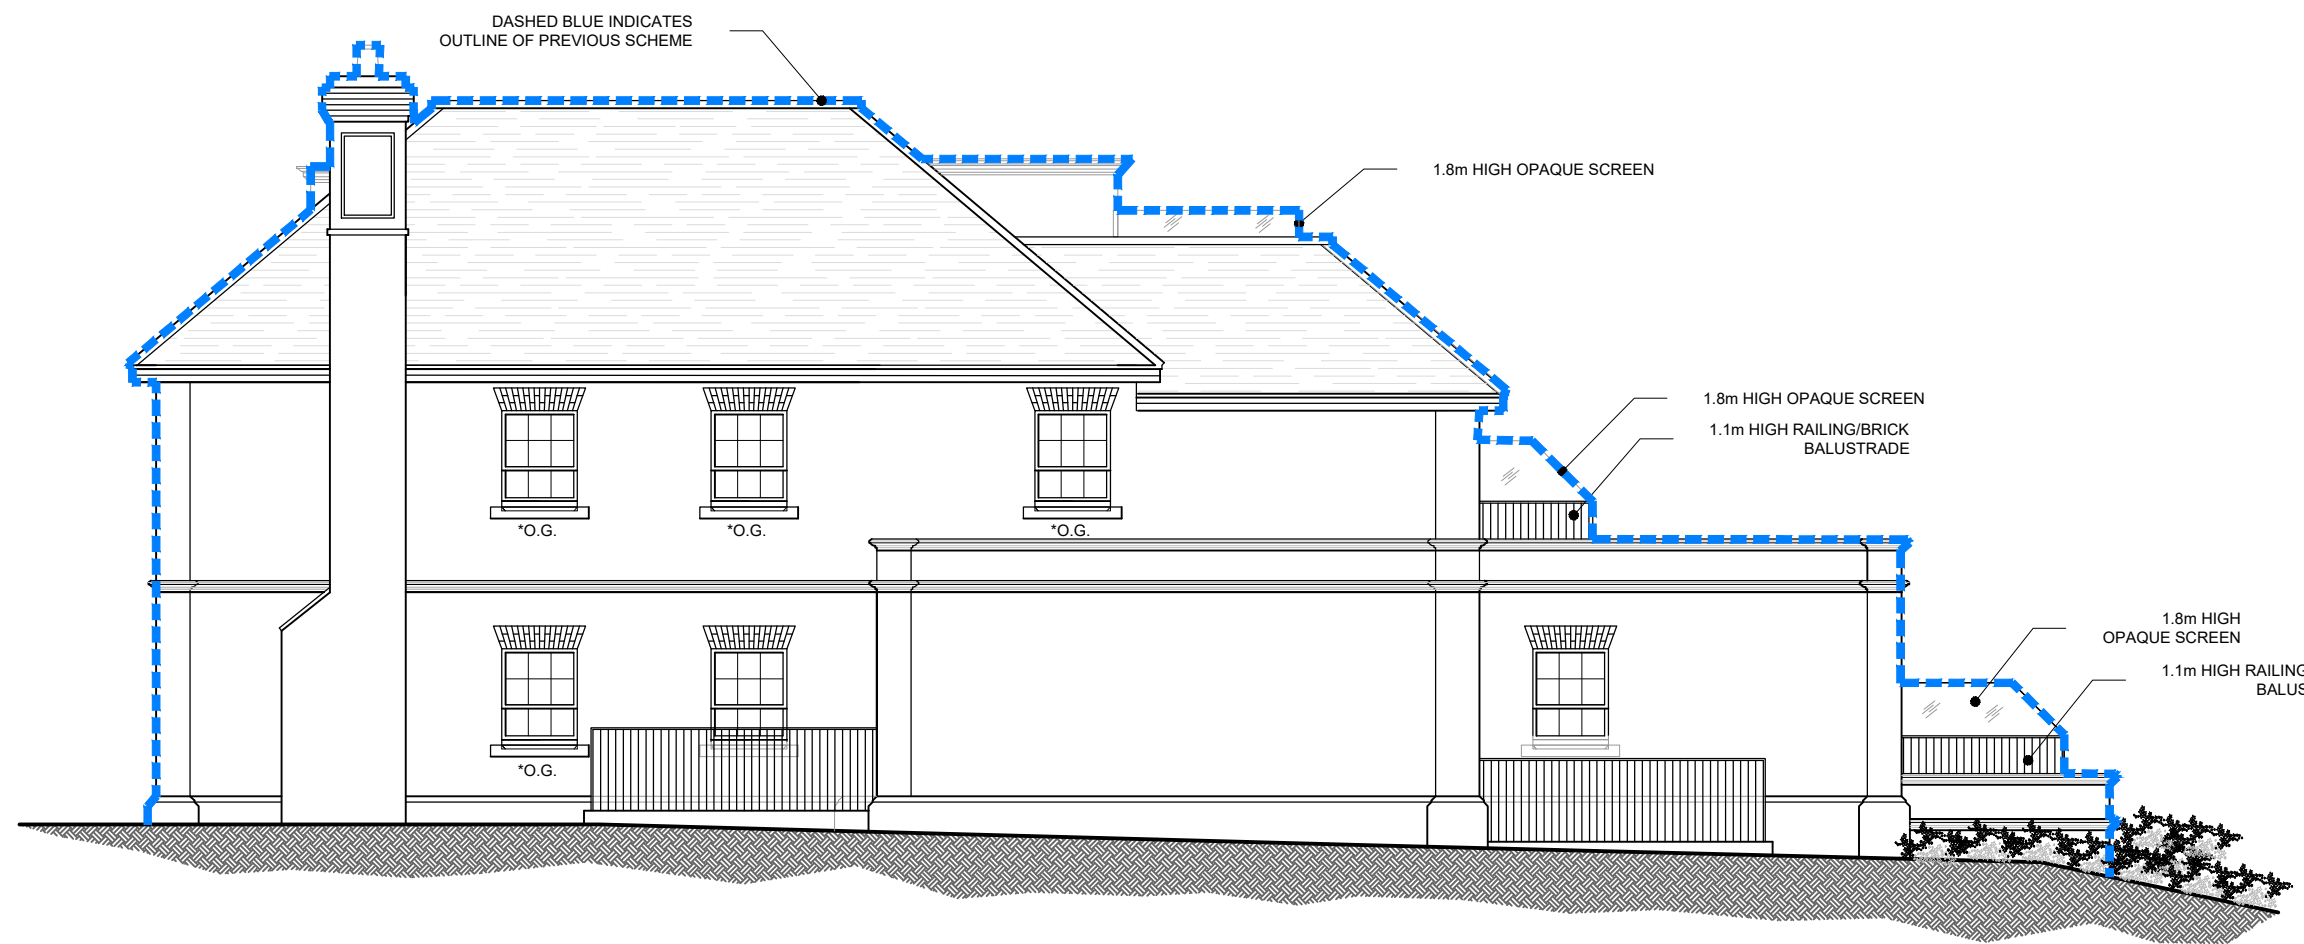 DASHED BLUE INDICATES
OUTLINE OF PREVIOUS SCHEME
1.8m HIGH OPAQUE SCREEN
1.8m HIGH OPAQUE SCREEN
1.1m HIGH RAILING/BRICK
BALUSTRADE
*O.G.
*O.G.
*O.G.
1.8m HIGH
OPAQUE SCREEN
1.1m HIGH RAILING
BALUS
*O.G.